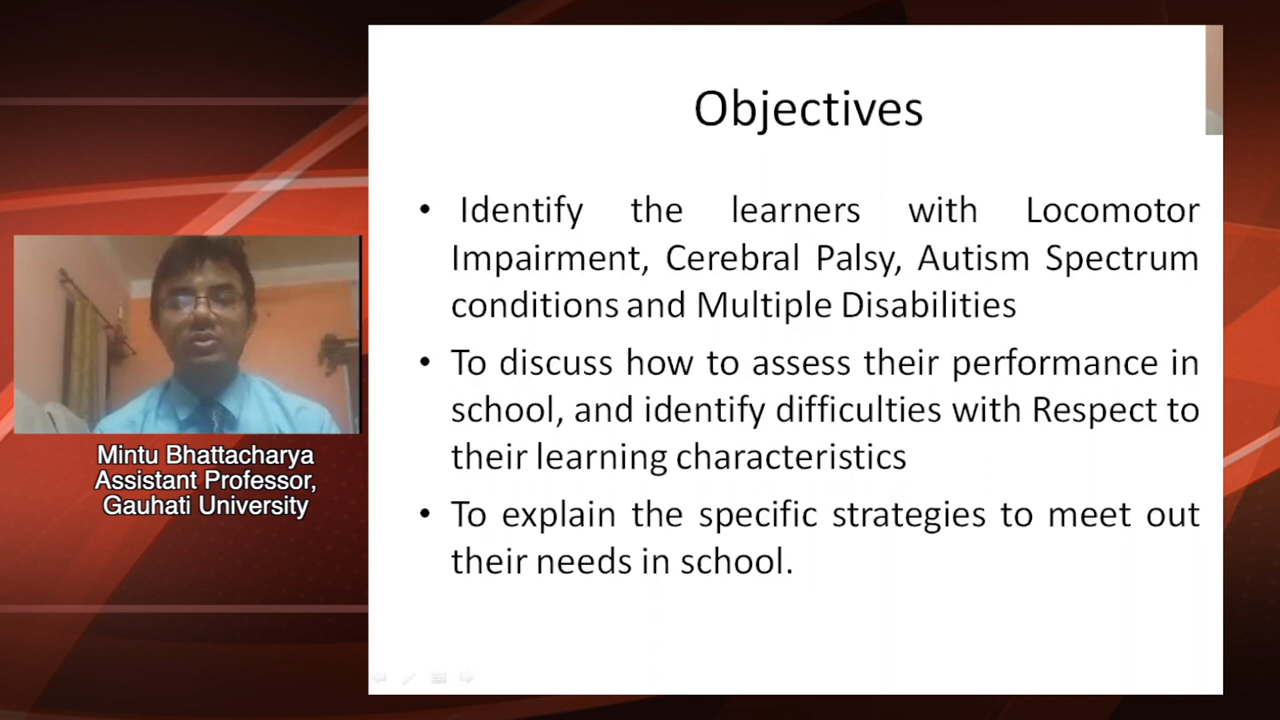 Objectives
• Identify the learners with Locomotor
Impairment, Cerebral Palsy, Autism Spectrum
conditions and Multiple Disabilities
• To discuss how to assess their performance in
school, and identify difficulties with Respect to
their learning characteristics
• To explain the specific strategies to meet out
their needs in school.
Mintu Bhattacharya
Assistant Professor,
Gauhati University